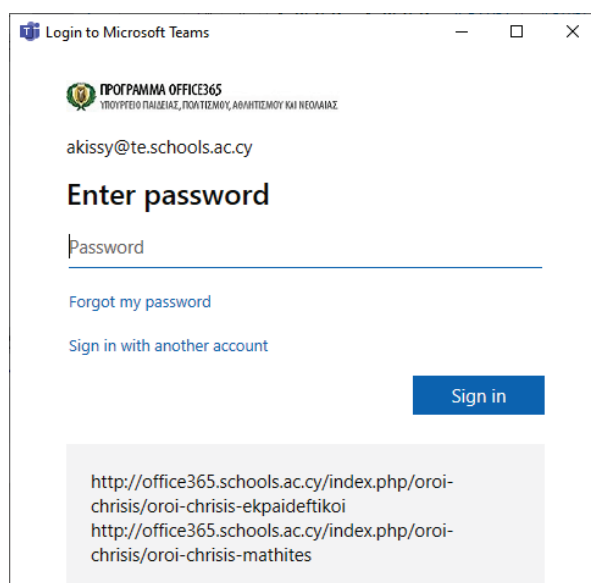 Login to Microsoft Teams
ΠΡΟΓΡΑΜΜΑ OFFICE365
ΥΠΟΥΡΓΕΙΟ ΠΑΙΔΕΙΑΣ, ΠΟΛΤΙΣΜΟΥ, ΑΘΛΗΤΙΣΜΟΥ ΚΑΙ ΝΕΟΛΑΙΑΣ
akissy@te.schools.ac.cy
Enter password
Password
Forgot my password
Sign in with another account
Sign in
http://office365.schools.ac.cy/index.php/oroi-
chrisis/oroi-chrisis-ekpaideftikoi
http://office365.schools.ac.cy/index.php/oroi-
chrisis/oroi-chrisis-mathites